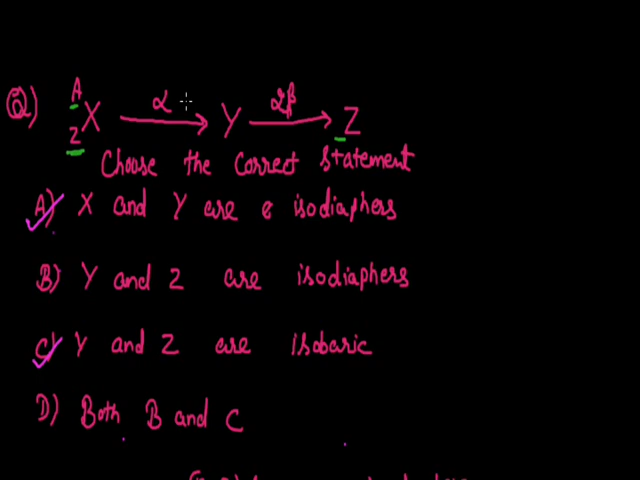 Q) A Z X α Y 2β Z
Choose the correct statement
A) X and Y are e isodiaphers
B) Y and Z are isodiaphers
C) Y and Z are Isobaric
D) Both B and C